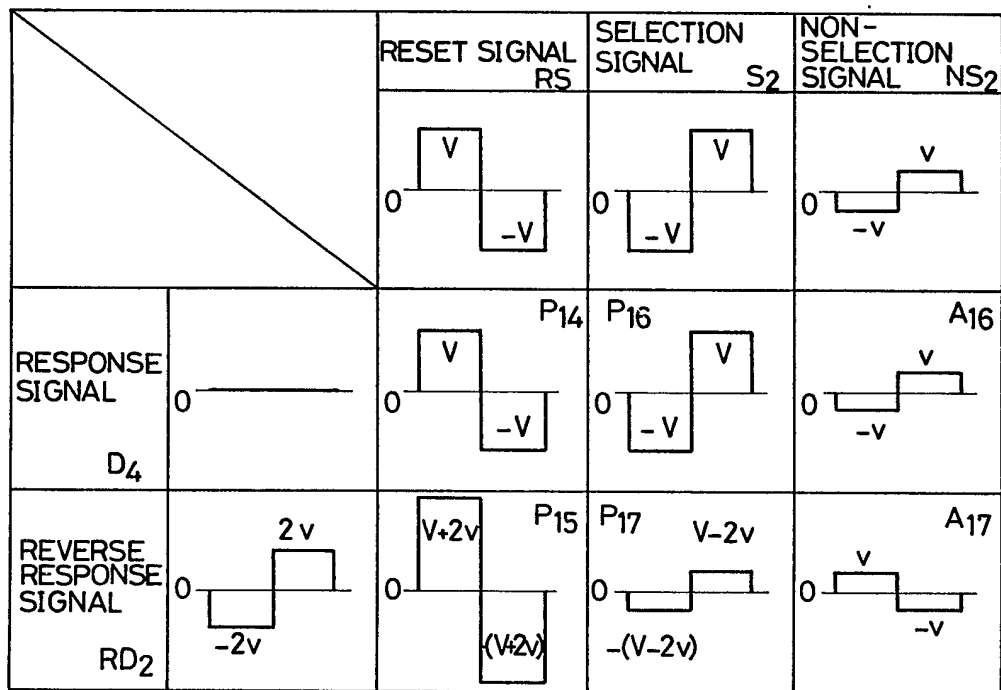 RESET SIGNAL
RS
SELECTION
SIGNAL
S2
NON-
SELECTION
SIGNAL NS2
0 V -V
0 -V V
0 -v v
RESPONSE
SIGNAL
D4
0
P14
0 V -V
P16
0 -V V
A16
0 -v v
REVERSE
RESPONSE
SIGNAL
RD2
2v
0
-2v
P15
V+2v
0
-(V+2v)
P17
V-2v
0
-(V-2v)
A17
v
0
-v